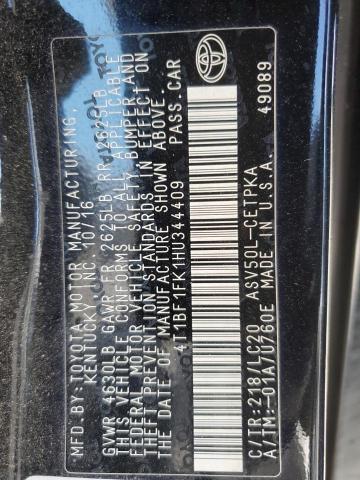 MFD. BY: TOYOTA MOTOR MANUFACTURING,
KENTUCKY, INC. 10/16
GVWR 4630LB GAWR FR 2625LB RR 2625LB
THIS VEHICLE CONFORMS TO ALL APPLICABLE
FEDERAL MOTOR VEHICLE SAFETY, BUMPER, AND
THEFT PREVENTION STANDARDS IN EFFECT ON
THE DATE OF MANUFACTURE SHOWN ABOVE.
4T1BF1FK1HU344409 PASS. CAR
C/TR: 218/LC20 ASV50L-CETPKA
A/TM: -01A/U760E MADE IN U.S.A. 49089
TOYOTA